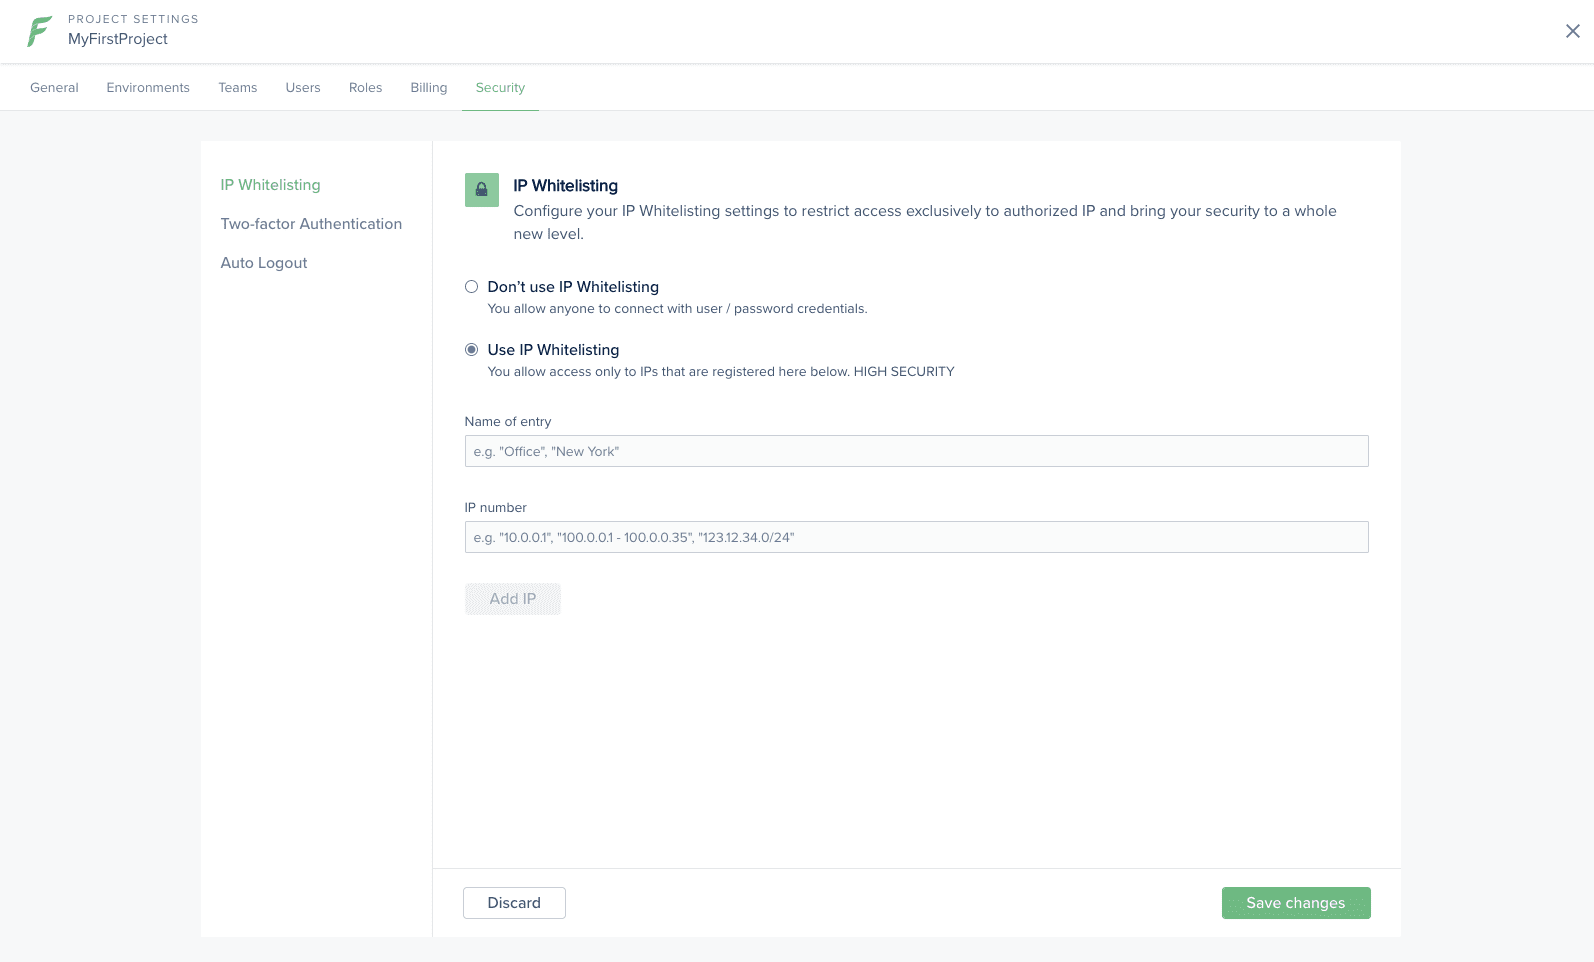 PROJECT SETTINGS
MyFirstProject
General
Environments
Teams
Users
Roles
Billing
Security
IP Whitelisting
Two-factor Authentication
Auto Logout
IP Whitelisting
Configure your IP Whitelisting settings to restrict access exclusively to authorized IP and bring your security to a whole
new level.
Don't use IP Whitelisting
You allow anyone to connect with user / password credentials.
Use IP Whitelisting
You allow access only to IPs that are registered here below. HIGH SECURITY
Name of entry
e.g. "Office", "New York"
IP number
e.g. "10.0.0.1", "100.0.0.1 - 100.0.0.35", "123.12.34.0/24"
Add IP
Discard
Save changes